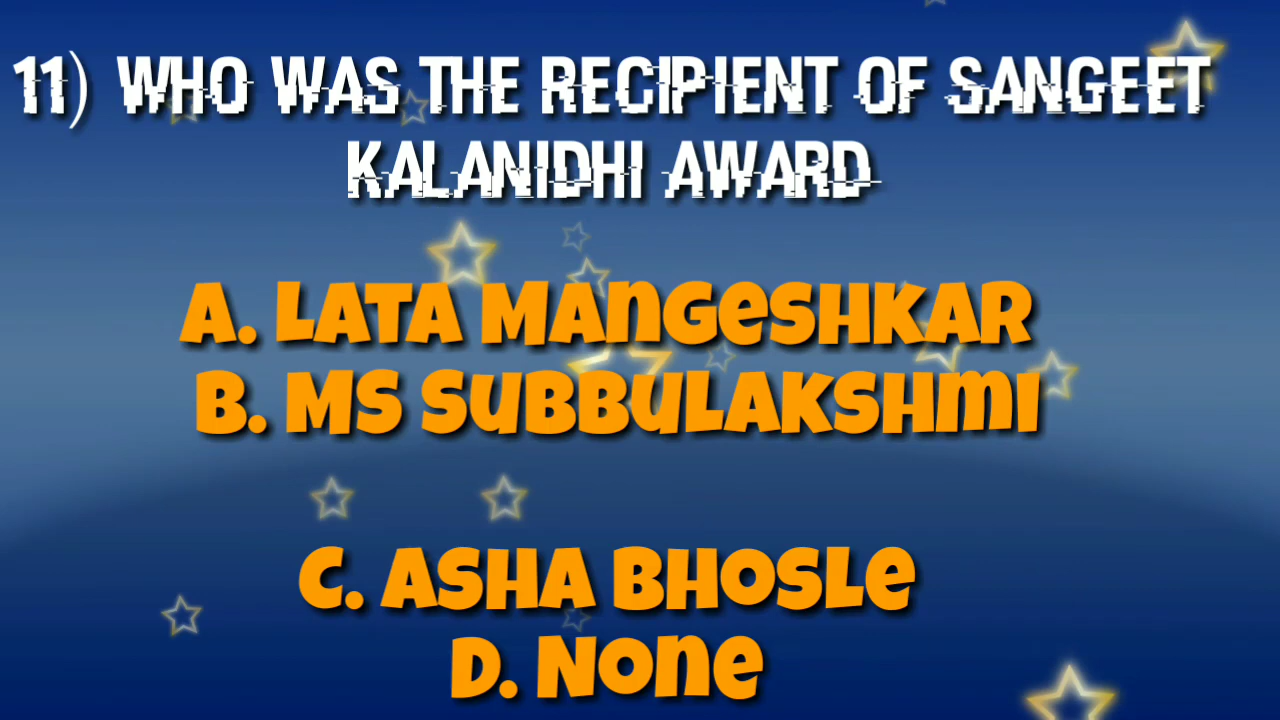 11) WHO WAS THE RECIPIENT OF SANGEET
KALANIDHI AWARD
A. LATA MANGESHKAR
B. MS SUBBULAKSHMI
C. ASHA BHOSLE
D. NONE